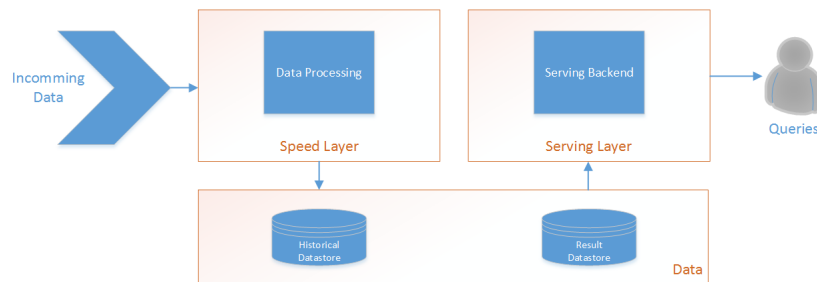 Incomming
Data
Data Processing
Speed Layer
Serving Backend
Serving Layer
Queries
Historical
Datastore
Result
Datastore
Data